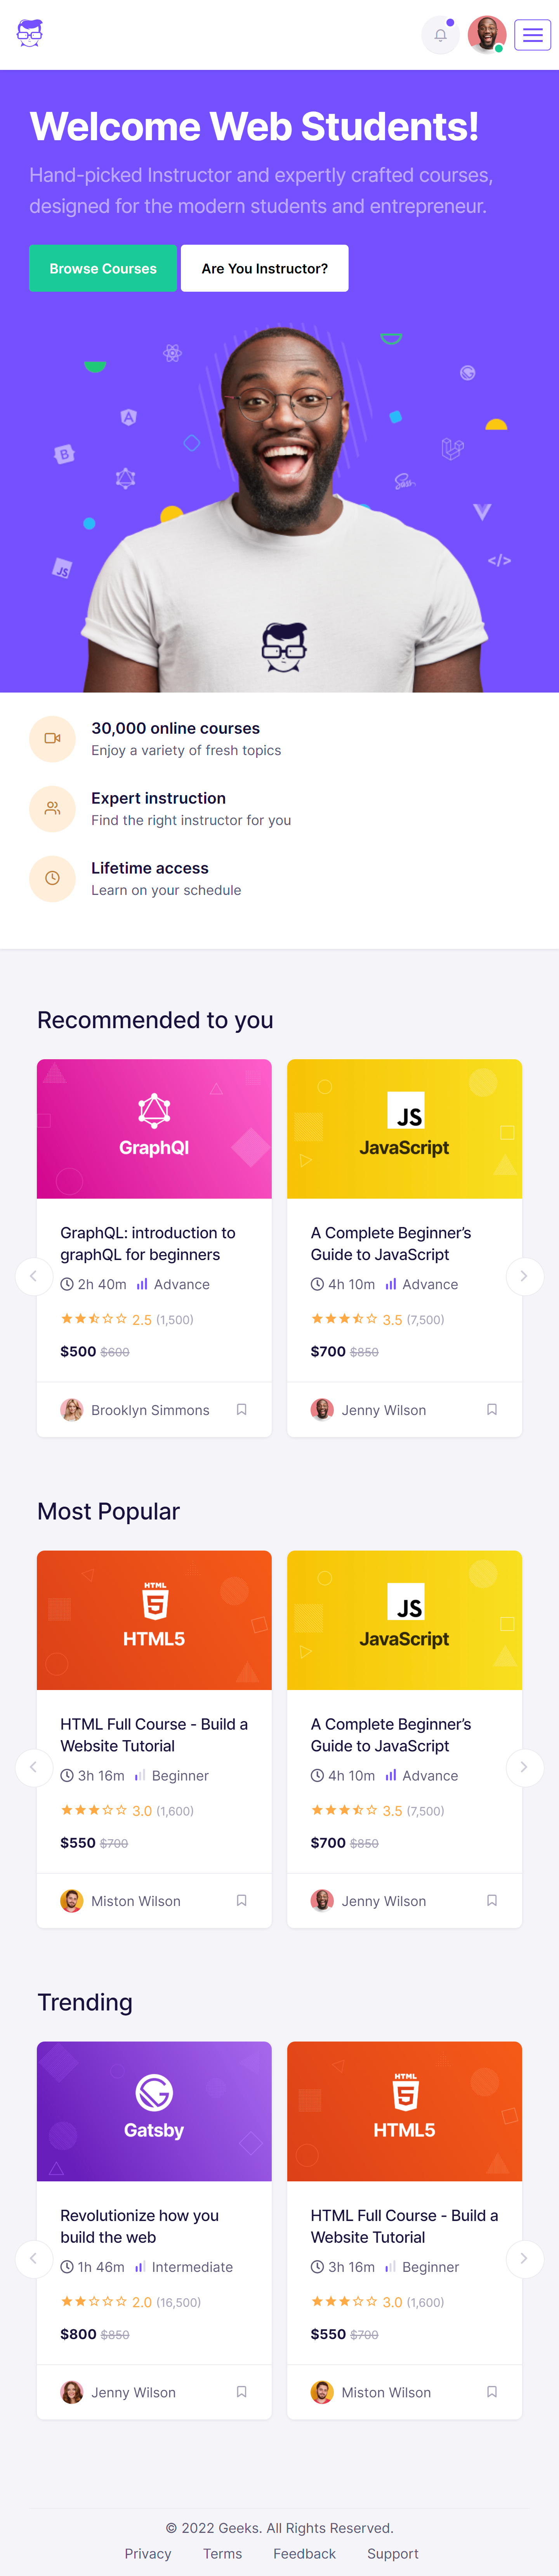 Welcome Web Students!
Hand-picked Instructor and expertly crafted courses,
designed for the modern students and entrepreneur.
Browse Courses
Are You Instructor?
A
B
JS
</>
30,000 online courses
Enjoy a variety of fresh topics
Expert instruction
Find the right instructor for you
Lifetime access
Learn on your schedule
Recommended to you
GraphQl
JS
JavaScript
GraphQL: introduction to
graphQL for beginners
2h 40m Advance
2.5 (1,500)
$500 $600
Brooklyn Simmons
A Complete Beginner’s
Guide to JavaScript
4h 10m Advance
3.5 (7,500)
$700 $850
Jenny Wilson
Most Popular
HTML
5
HTML5
JS
JavaScript
HTML Full Course - Build a
Website Tutorial
3h 16m Beginner
3.0 (1,600)
$550 $700
Miston Wilson
A Complete Beginner’s
Guide to JavaScript
4h 10m Advance
3.5 (7,500)
$700 $850
Jenny Wilson
Trending
Gatsby
HTML
5
HTML5
Revolutionize how you
build the web
1h 46m Intermediate
2.0 (16,500)
$800 $850
Jenny Wilson
HTML Full Course - Build a
Website Tutorial
3h 16m Beginner
3.0 (1,600)
$550 $700
Miston Wilson
© 2022 Geeks. All Rights Reserved.
Privacy Terms Feedback Support